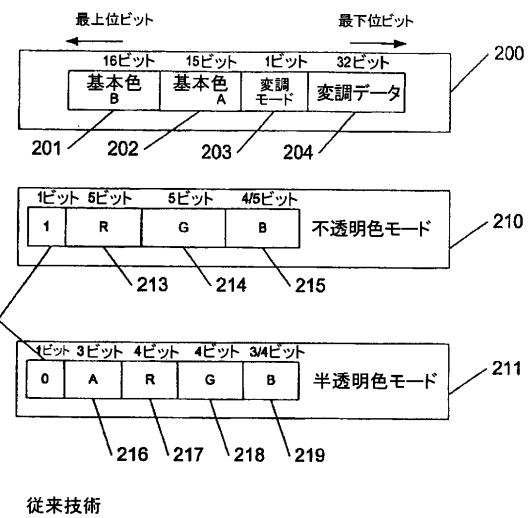 最上位ビット 最下位ビット
16ビット 15ビット 1ビット 32ビット
200
基本色 B 基本色 A 変調モード 変調データ
201 202 203 204
1ビット 5ビット 5ビット 4/5ビット
1 R G B 不透明色モード
210
213 214 215
1ビット 3ビット 4ビット 4ビット 3/4ビット
0 A R G B 半透明色モード
211
216 217 218 219
従来技術